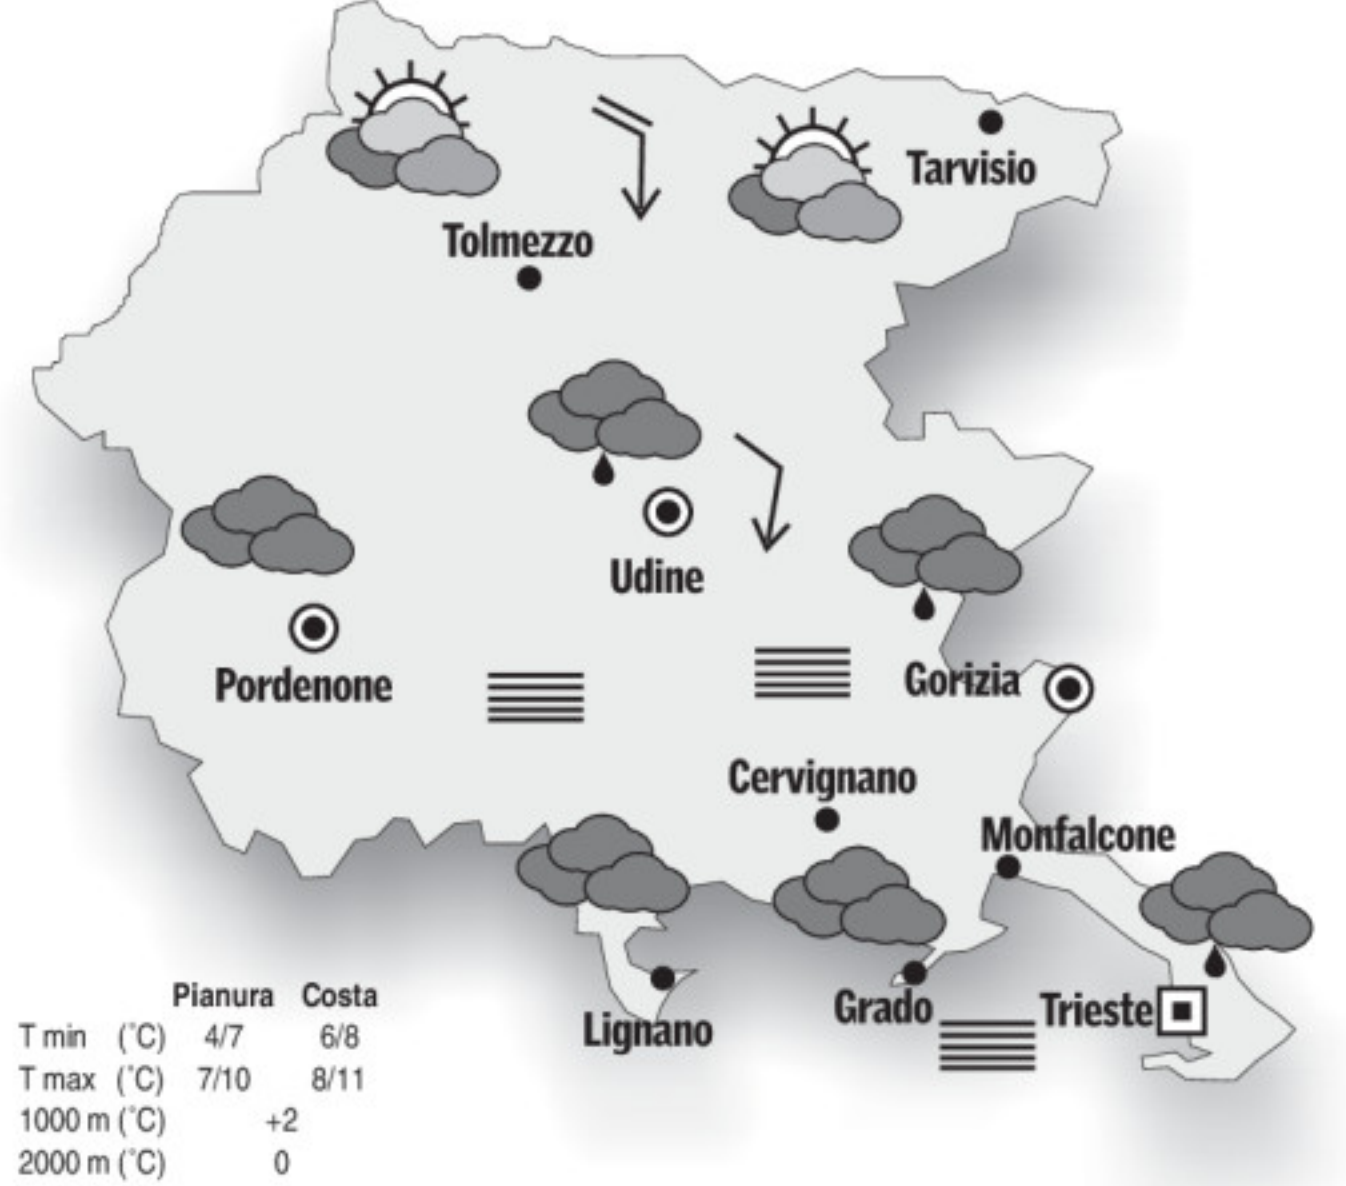 Tarvisio
Tolmezzo
Udine
Pordenone
Gorizia
Cervignano
Monfalcone
Grado
Trieste
Lignano
Pianura Costa
T min (°C) 4/7 6/8
T max (°C) 7/10 8/11
1000 m (°C) +2
2000 m (°C) 0